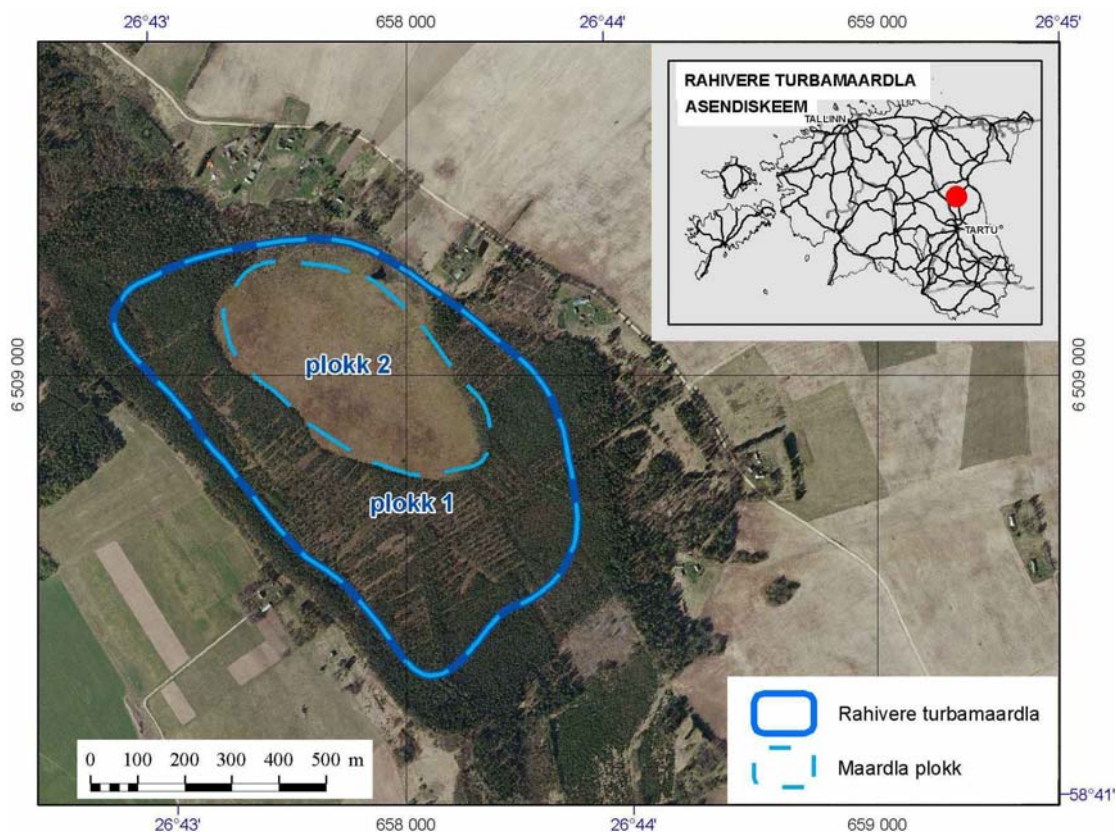 26°43' 658 000 26°44' 659 000 26°45'
RAHIVERE TURBAMAARDLA
ASENDISKEEM
TALLINN
TARTU
6 509 000
6 509 000
plokk 2
plokk 1
Rahivere turbamaardla
Maardla plokk
0 100 200 300 400 500 m
58°41'
26°43' 658 000 26°44' 659 000